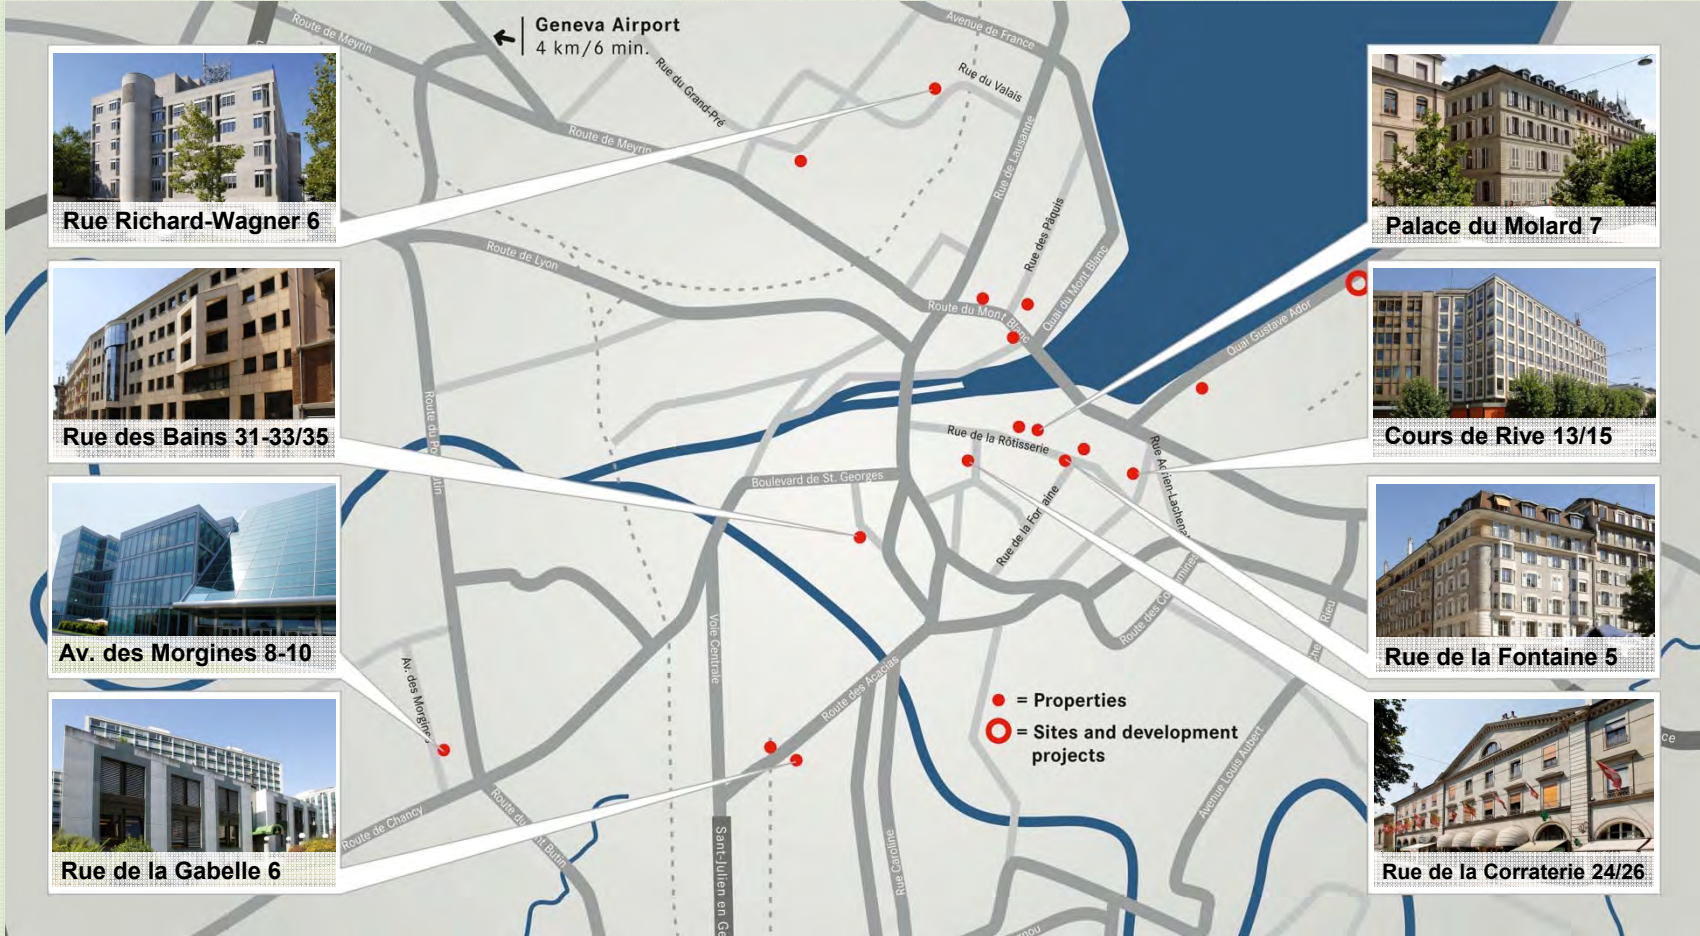 Route de Meyrin
Geneva Airport
4 km/6 min.
Avenue de France
Rue du Grand-Pré
Rue du Valais
Route de Meyrin
Rue de Lausanne
Rue Richard-Wagner 6
Palace du Molard 7
Route de Lyon
Rue des Pâquis
Quai du Mont Blanc
Route du Mont Blanc
Quai Gustave Ador
Rue des Bains 31-33/35
Cours de Rive 13/15
Rue de la Rôtisserie
Boulevard de St. Georges
Rue de la Fontaine
Av. des Morgines 8-10
Rue de la Fontaine 5
Voie Centrale
Route des Acacias
Av. des Morgines
= Properties
= Sites and development
projects
Avenue Louis Aubert
Route de Chancy
Rue Caroline
Rue de la Gabelle 6
Rue de la Corraterie 24/26